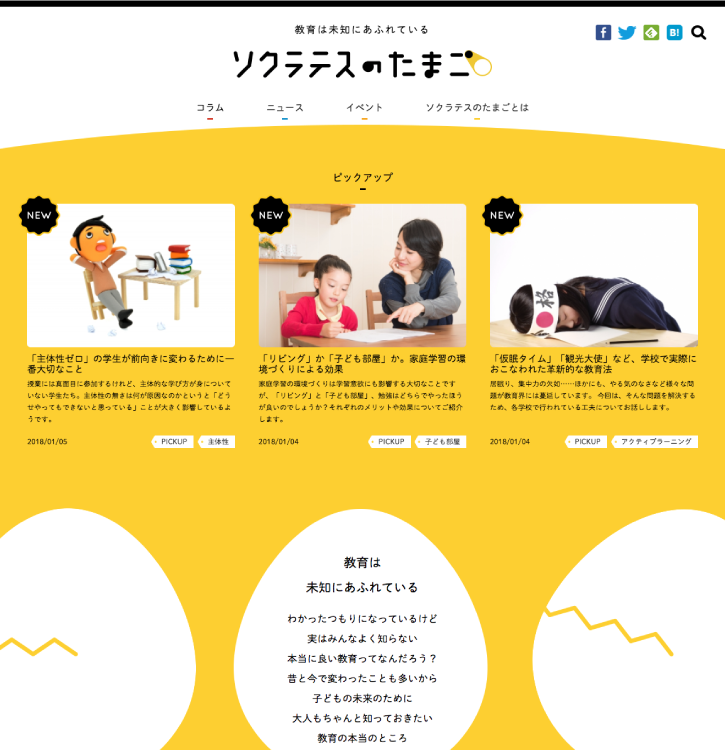 教育は未知にあふれている
ソクラテスのたまご
B!
コラム
ニュース
イベント
ソクラテスのたまごとは
ピックアップ
NEW
NEW
NEW
合格
「主体性ゼロ」の学生が前向きに変わるために一
番大切なこと
授業には真面目に参加するけれど、主体的な学び方が身について
いない学生たち。主体性の無さは何が原因なのかというと「どう
せやってもできないと思っている」ことが大きく影響しているよ
うです。
2018/01/05
PICKUP
主体性
「リビング」か「子ども部屋」か。家庭学習の環
境づくりによる効果
家庭学習の環境づくりは学習意欲にも影響する大切なことです
が、「リビング」と「子ども部屋」、勉強はどちらでやったほう
が良いのでしょうか？それぞれのメリットや効果についてご紹介
します。
2018/01/04
PICKUP
子ども部屋
「仮眠タイム」「観光大使」など、学校で実際に
おこなわれた革新的な教育法
居眠り、集中力の欠如……ほかにも、やる気のなさなど様々な問
題が教育界には蔓延しています。今回は、そんな問題を解決する
ため、各学校で行われている工夫についてお話しします。
2018/01/04
PICKUP
アクティブラーニング
教育は
未知にあふれている
わかったつもりになっているけど
実はみんなよく知らない
本当に良い教育ってなんだろう？
昔と今で変わったことも多いから
子どもの未来のために
大人もちゃんと知っておきたい
教育の本当のところ